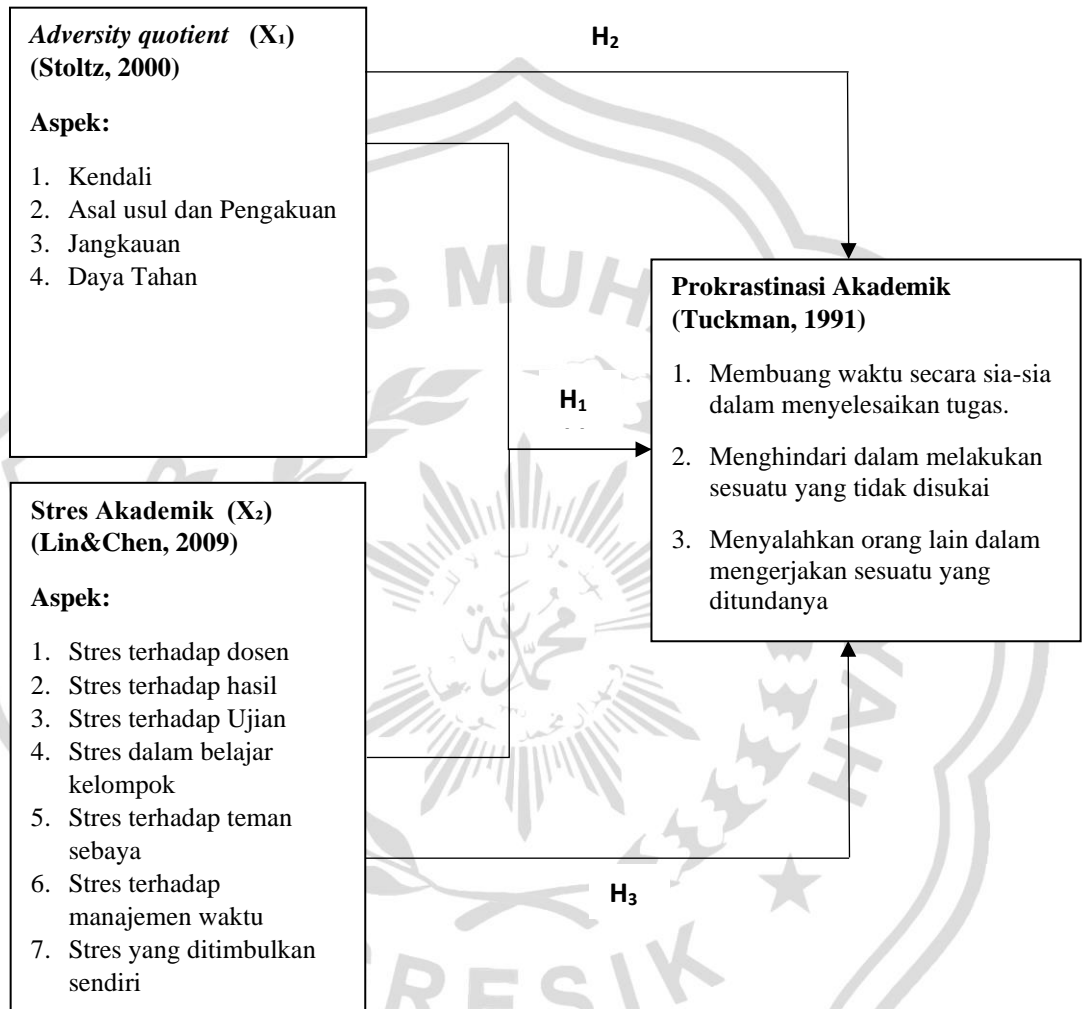 Adversity quotient (X₁)
(Stoltz, 2000)
Aspek:
1. Kendali
2. Asal usul dan Pengakuan
3. Jangkauan
4. Daya Tahan
H₂
H₁
Prokrastinasi Akademik
(Tuckman, 1991)
1. Membuang waktu secara sia-sia
dalam menyelesaikan tugas.
2. Menghindari dalam melakukan
sesuatu yang tidak disukai
3. Menyalahkan orang lain dalam
mengerjakan sesuatu yang
ditundanya
Stres Akademik (X₂)
(Lin&Chen, 2009)
Aspek:
1. Stres terhadap dosen
2. Stres terhadap hasil
3. Stres terhadap Ujian
4. Stres dalam belajar
kelompok
5. Stres terhadap teman
sebaya
6. Stres terhadap
manajemen waktu
7. Stres yang ditimbulkan
sendiri
H₃